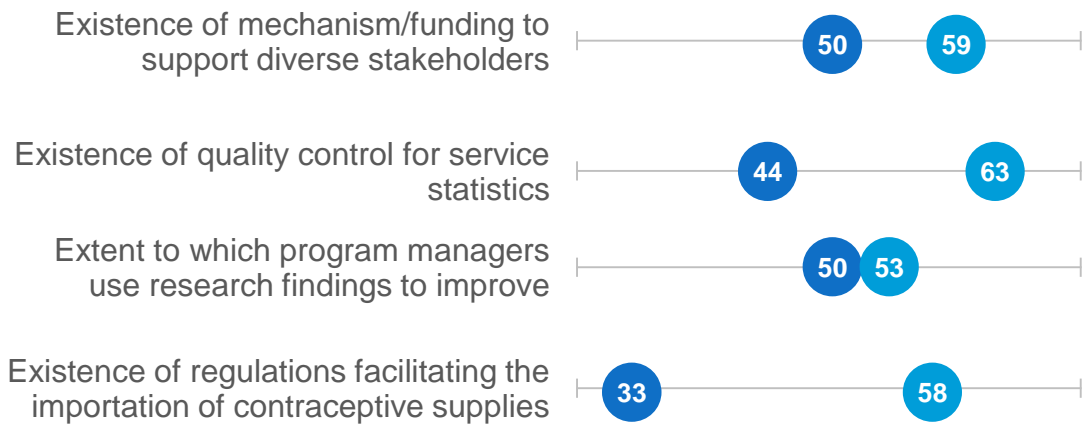 Existence of mechanism/funding to
support diverse stakeholders
50 59
Existence of quality control for service
statistics
44 63
Extent to which program managers
use research findings to improve
50 53
Existence of regulations facilitating the
importation of contraceptive supplies
33 58